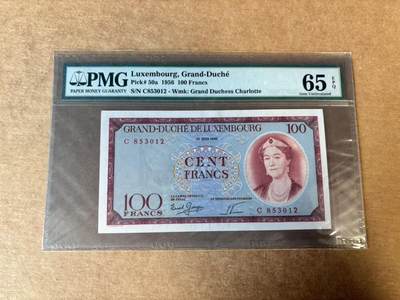 PMG
PAPER MONEY GUARANTY
Luxembourg, Grand-Duché
Pick# 50a 1956 100 Francs
S/N C853012 - Wmk: Grand Duchess Charlotte
65 EPQ
Gem Uncirculated
GRAND-DUCHÉ DE LUXEMBOURG 100
C 853012
CENT
FRANCS
100
FRANCS
C 853012